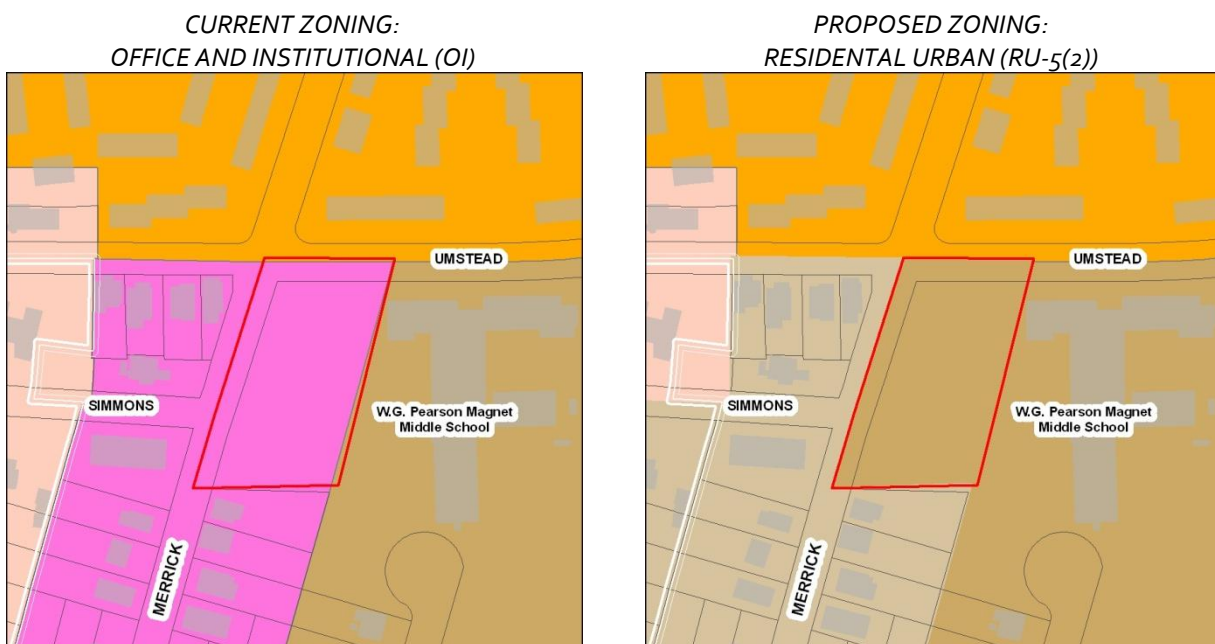 CURRENT ZONING:
OFFICE AND INSTITUTIONAL (OI)
UMSTEAD
SIMMONS
W.G. Pearson Magnet
Middle School
MERRICK
PROPOSED ZONING:
RESIDENTAL URBAN (RU-5(2))
UMSTEAD
SIMMONS
W.G. Pearson Magnet
Middle School
MERRICK